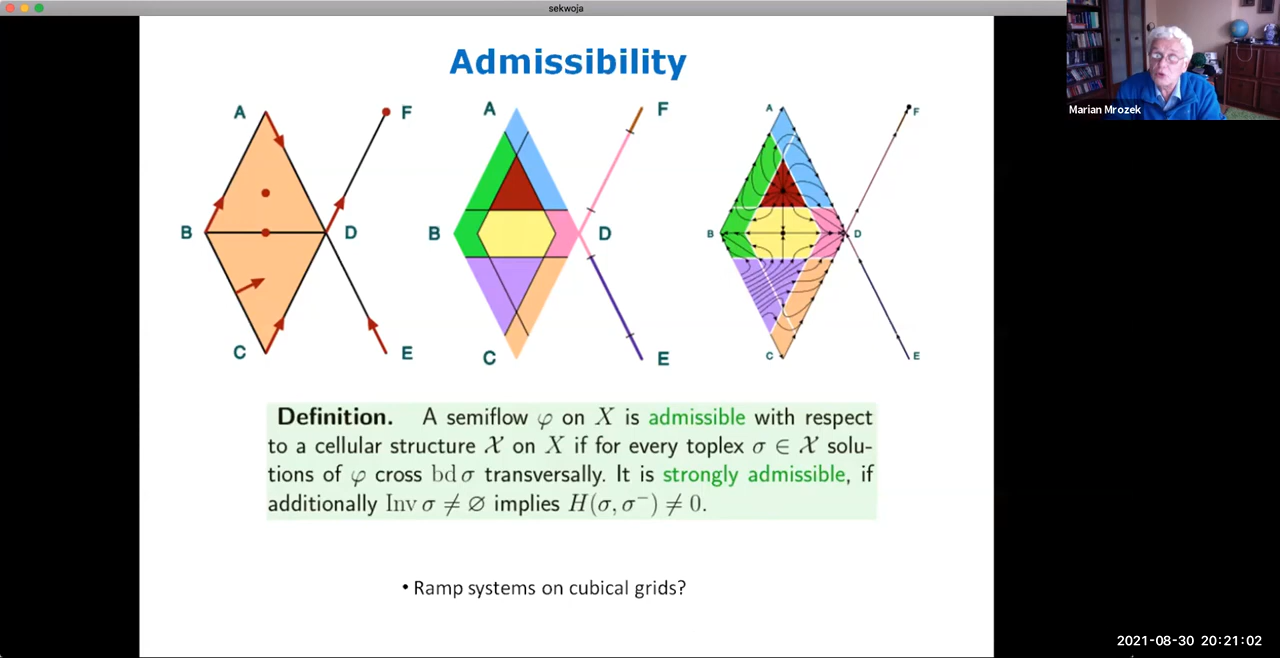 sekwoja
Admissibility
Marian Mrozek
A
F
B
D
C
E
A
F
B
D
C
E
A
F
B
D
C
E
Definition. A semiflow φ on X is admissible with respect
to a cellular structure 𝒳 on X if for every toplex σ ∈ 𝒳 solu-
tions of φ cross bd σ transversally. It is strongly admissible, if
additionally Inv σ ≠ ∅ implies H(σ, σ⁻) ≠ 0.
• Ramp systems on cubical grids?
2021-08-30 20:21:02